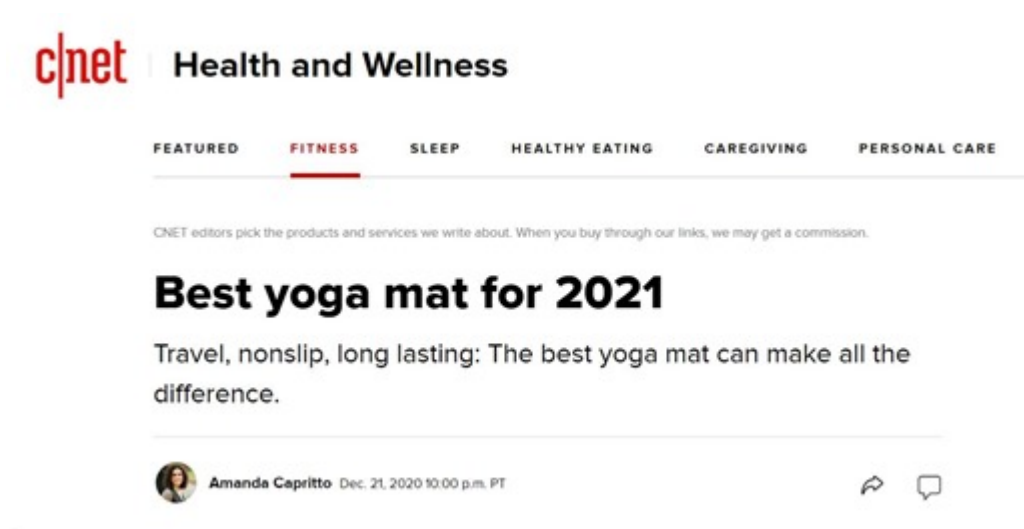 c|net Health and Wellness
FEATURED FITNESS SLEEP HEALTHY EATING CAREGIVING PERSONAL CARE
CNET editors pick the products and services we write about. When you buy through our links, we may get a commission.
Best yoga mat for 2021
Travel, nonslip, long lasting: The best yoga mat can make all the
difference.
Amanda Capritto Dec. 21, 2020 10:00 p.m. PT